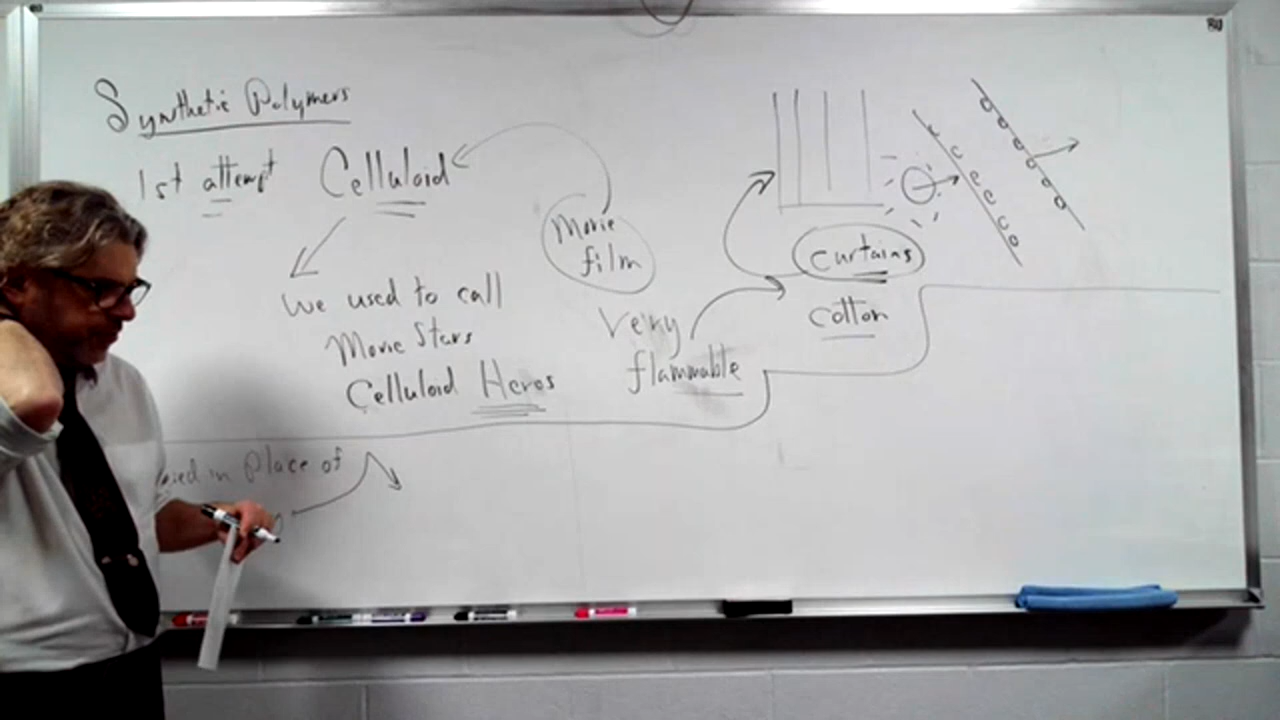 Synthetic Polymers
1st attempt Celluloid
Movie
film
we used to call
Movie Stars
Celluloid Heros
Very
flammable
curtains
cotton
in Place of